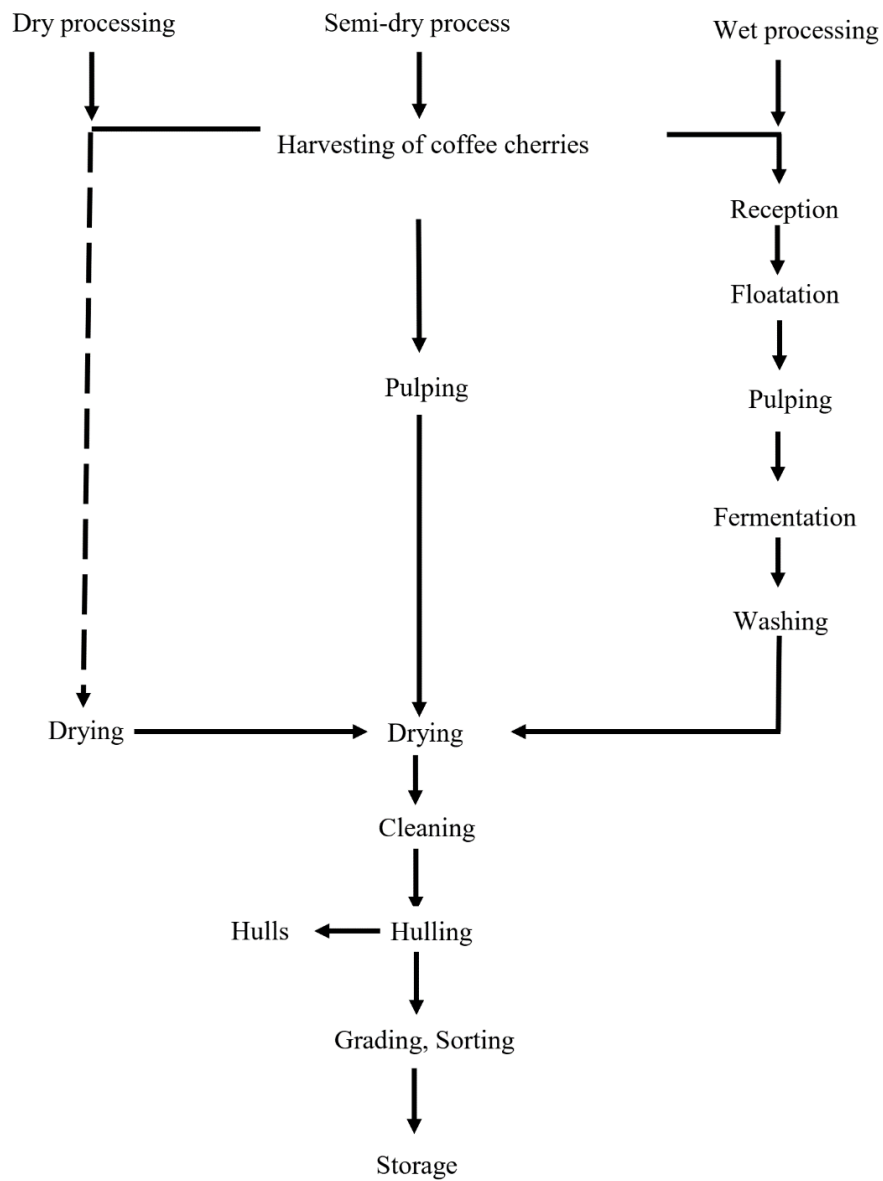 Dry processing
Semi-dry process
Wet processing
Harvesting of coffee cherries
Reception
Floatation
Pulping
Pulping
Fermentation
Washing
Drying
Drying
Cleaning
Hulls
Hulling
Grading, Sorting
Storage